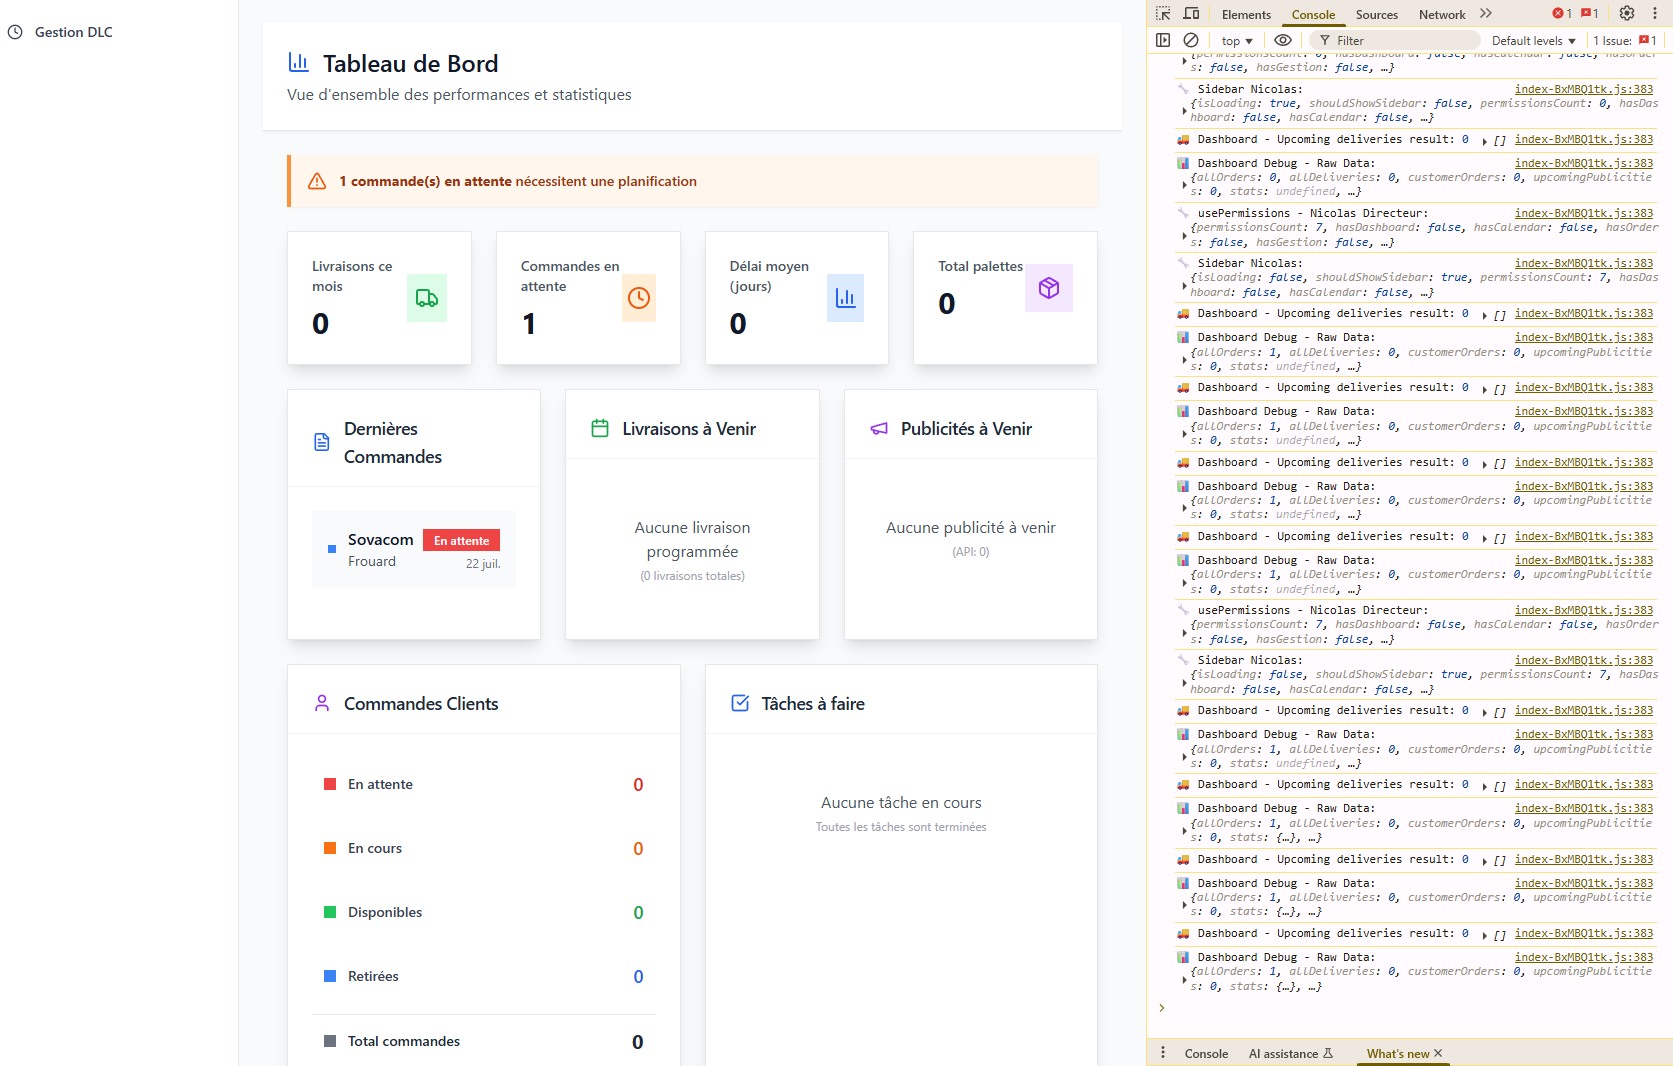 Gestion DLC
Tableau de Bord
Vue d'ensemble des performances et statistiques
1 commande(s) en attente nécessitent une planification
Livraisons ce
mois
0
Commandes en
attente
1
Délai moyen
(jours)
0
Total palettes
0
Dernières
Commandes
Sovacom
En attente
Frouard
22 juil.
Livraisons à Venir
Aucune livraison
programmée
(0 livraisons totales)
Publicités à Venir
Aucune publicité à venir
(API: 0)
Commandes Clients
En attente 0
En cours 0
Disponibles 0
Retirées 0
Total commandes 0
Tâches à faire
Aucune tâche en cours
Toutes les tâches sont terminées
Elements Console Sources Network 1 1
top Filter Default levels 1 Issue: 1
s: false, hasGestion: false, …}
Sidebar Nicolas: index-BxMBQ1tk.js:383
{isLoading: true, shouldShowSidebar: false, permissionsCount: 0, hasDa
hboard: false, hasCalendar: false, …}
Dashboard - Upcoming deliveries result: 0 [] index-BxMBQ1tk.js:383
Dashboard Debug - Raw Data: index-BxMBQ1tk.js:383
{allOrders: 0, allDeliveries: 0, customerOrders: 0, upcomingPublicitie
s: 0, stats: undefined, …}
usePermissions - Nicolas Directeur: index-BxMBQ1tk.js:383
{permissionsCount: 7, hasDashboard: false, hasCalendar: false, hasOrder
s: false, hasGestion: false, …}
Sidebar Nicolas: index-BxMBQ1tk.js:383
{isLoading: false, shouldShowSidebar: true, permissionsCount: 7, hasDas
hboard: false, hasCalendar: false, …}
Dashboard - Upcoming deliveries result: 0 [] index-BxMBQ1tk.js:383
Dashboard Debug - Raw Data: index-BxMBQ1tk.js:383
{allOrders: 1, allDeliveries: 0, customerOrders: 0, upcomingPublicitie
s: 0, stats: undefined, …}
Dashboard - Upcoming deliveries result: 0 [] index-BxMBQ1tk.js:383
Dashboard Debug - Raw Data: index-BxMBQ1tk.js:383
{allOrders: 1, allDeliveries: 0, customerOrders: 0, upcomingPublicitie
s: 0, stats: undefined, …}
Dashboard - Upcoming deliveries result: 0 [] index-BxMBQ1tk.js:383
Dashboard Debug - Raw Data: index-BxMBQ1tk.js:383
{allOrders: 1, allDeliveries: 0, customerOrders: 0, upcomingPublicitie
s: 0, stats: undefined, …}
Dashboard - Upcoming deliveries result: 0 [] index-BxMBQ1tk.js:383
Dashboard Debug - Raw Data: index-BxMBQ1tk.js:383
{allOrders: 1, allDeliveries: 0, customerOrders: 0, upcomingPublicitie
s: 0, stats: undefined, …}
usePermissions - Nicolas Directeur: index-BxMBQ1tk.js:383
{permissionsCount: 7, hasDashboard: false, hasCalendar: false, hasOrder
s: false, hasGestion: false, …}
Sidebar Nicolas: index-BxMBQ1tk.js:383
{isLoading: false, shouldShowSidebar: true, permissionsCount: 7, hasDas
hboard: false, hasCalendar: false, …}
Dashboard - Upcoming deliveries result: 0 [] index-BxMBQ1tk.js:383
Dashboard Debug - Raw Data: index-BxMBQ1tk.js:383
{allOrders: 1, allDeliveries: 0, customerOrders: 0, upcomingPublicitie
s: 0, stats: undefined, …}
Dashboard - Upcoming deliveries result: 0 [] index-BxMBQ1tk.js:383
Dashboard Debug - Raw Data: index-BxMBQ1tk.js:383
{allOrders: 1, allDeliveries: 0, customerOrders: 0, upcomingPublicitie
s: 0, stats: {…}, …}
Dashboard - Upcoming deliveries result: 0 [] index-BxMBQ1tk.js:383
Dashboard Debug - Raw Data: index-BxMBQ1tk.js:383
{allOrders: 1, allDeliveries: 0, customerOrders: 0, upcomingPublicitie
s: 0, stats: {…}, …}
Dashboard - Upcoming deliveries result: 0 [] index-BxMBQ1tk.js:383
Dashboard Debug - Raw Data: index-BxMBQ1tk.js:383
{allOrders: 1, allDeliveries: 0, customerOrders: 0, upcomingPublicitie
s: 0, stats: {…}, …}
Console AI assistance What's new